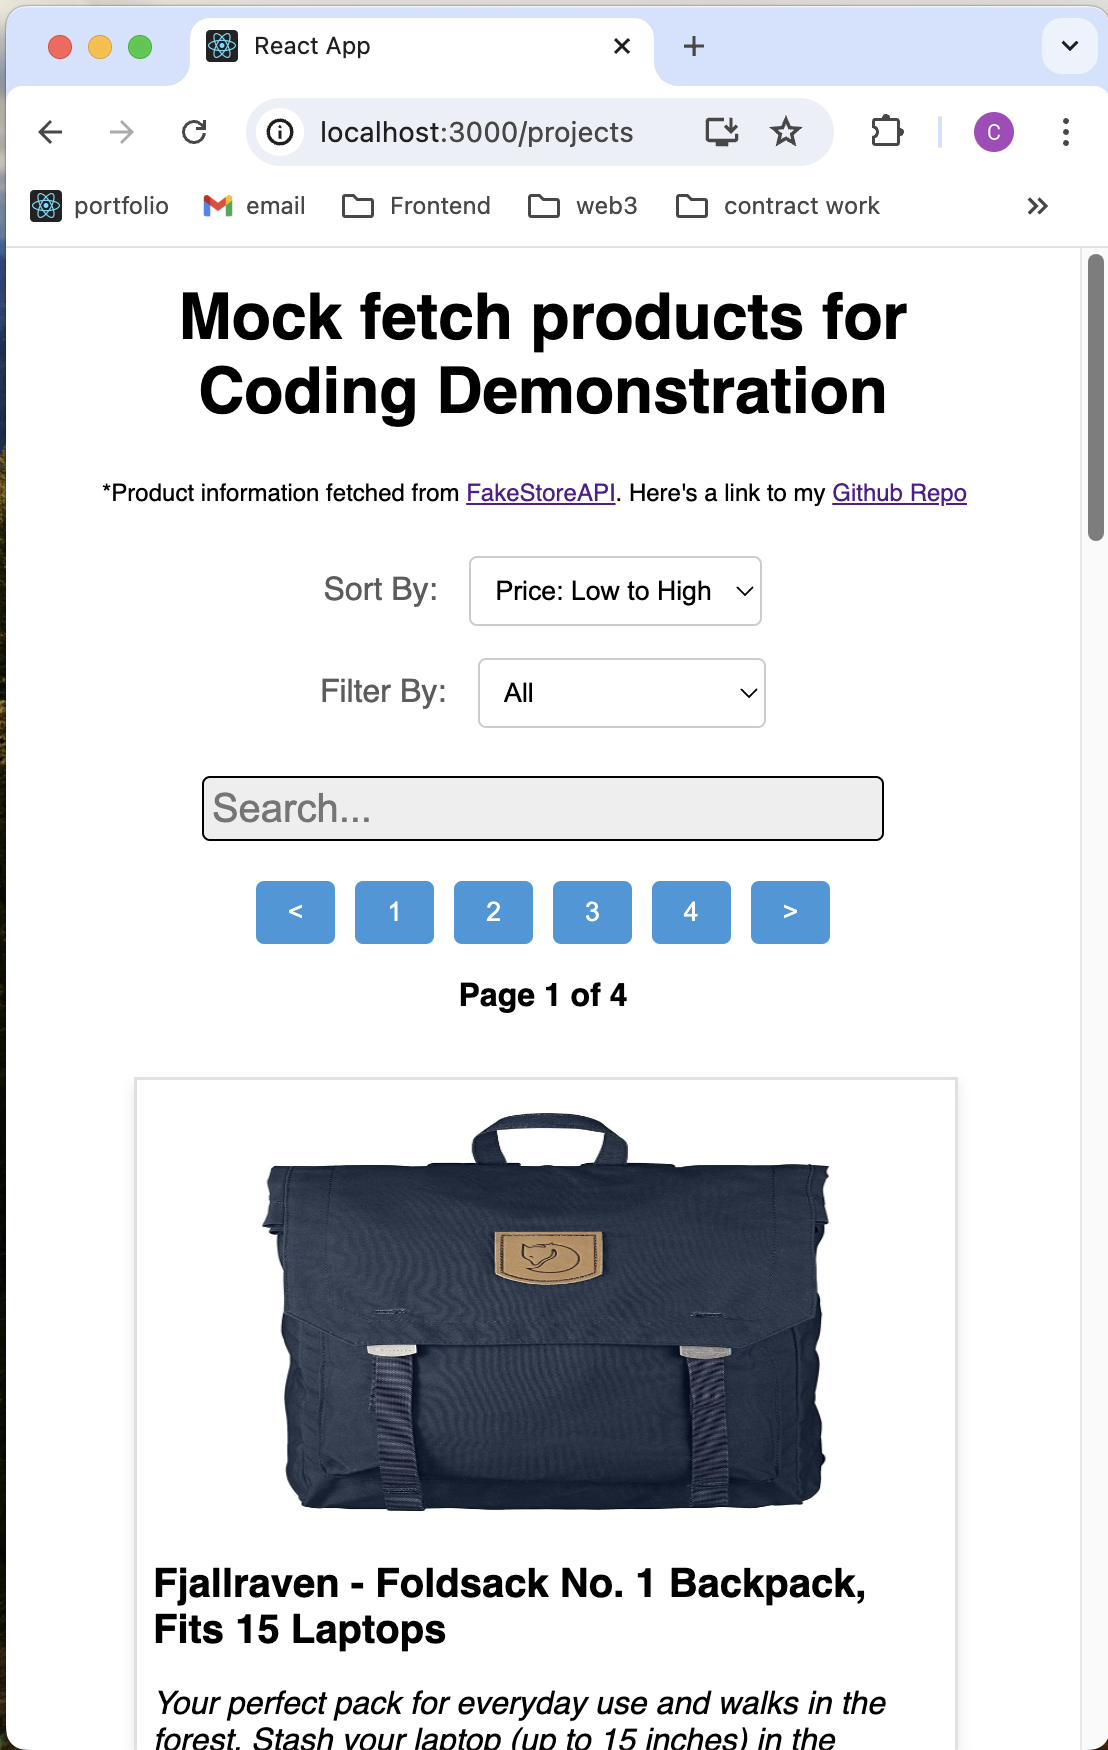 React App
localhost:3000/projects
C
portfolio
email
Frontend
web3
contract work
Mock fetch products for
Coding Demonstration
*Product information fetched from FakeStoreAPI. Here's a link to my Github Repo
Sort By: Price: Low to High
Filter By: All
Search...
< 1 2 3 4 >
Page 1 of 4
Fjallraven - Foldsack No. 1 Backpack,
Fits 15 Laptops
Your perfect pack for everyday use and walks in the
forest. Stash your laptop (up to 15 inches) in the